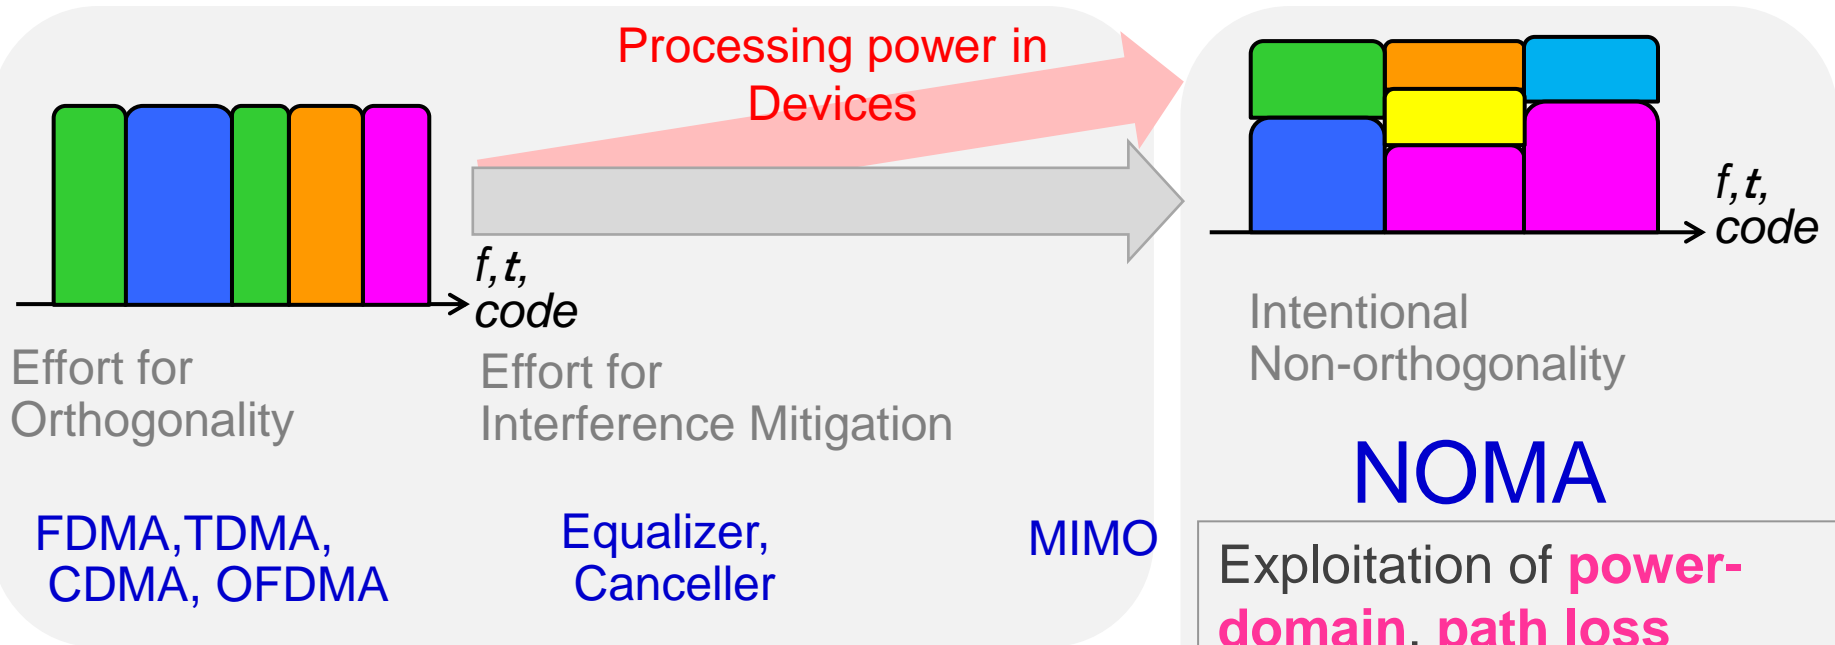 Processing power in
Devices
f,t,
code
Effort for
Orthogonality
Effort for
Interference Mitigation
FDMA,TDMA,
CDMA, OFDMA
Equalizer,
Canceller
MIMO
f,t,
code
Intentional
Non-orthogonality
NOMA
Exploitation of power-
domain, path loss